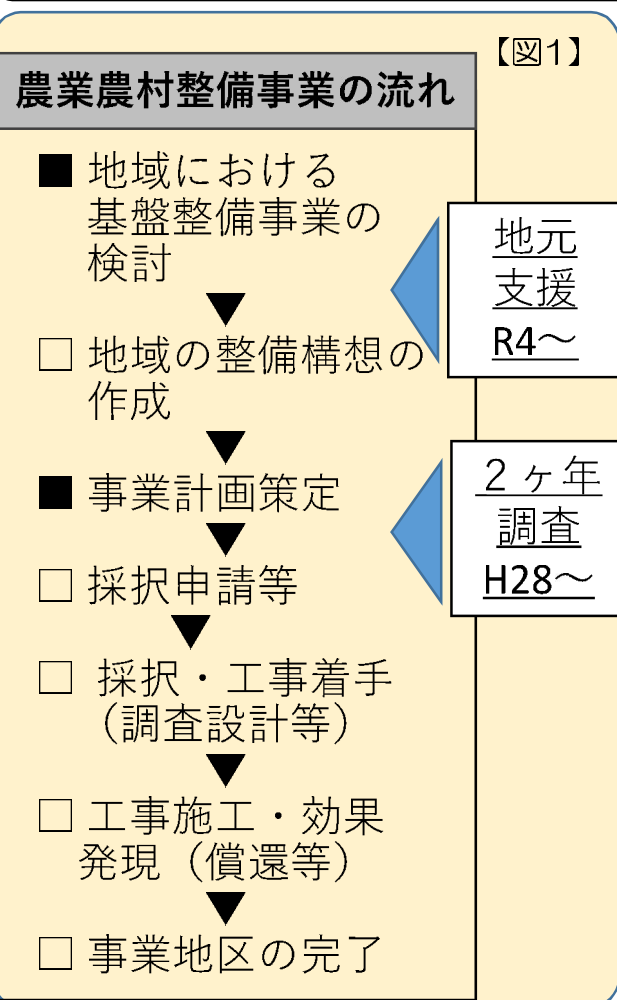 【図1】
農業農村整備事業の流れ
■ 地域における
基盤整備事業の
検討
▼
□ 地域の整備構想の
作成
▼
■ 事業計画策定
▼
□ 採択申請等
▼
□ 採択・工事着手
（調査設計等）
▼
□ 工事施工・効果
発現（償還等）
▼
□ 事業地区の完了
地元
支援
R4～
２ヶ年
調査
H28～